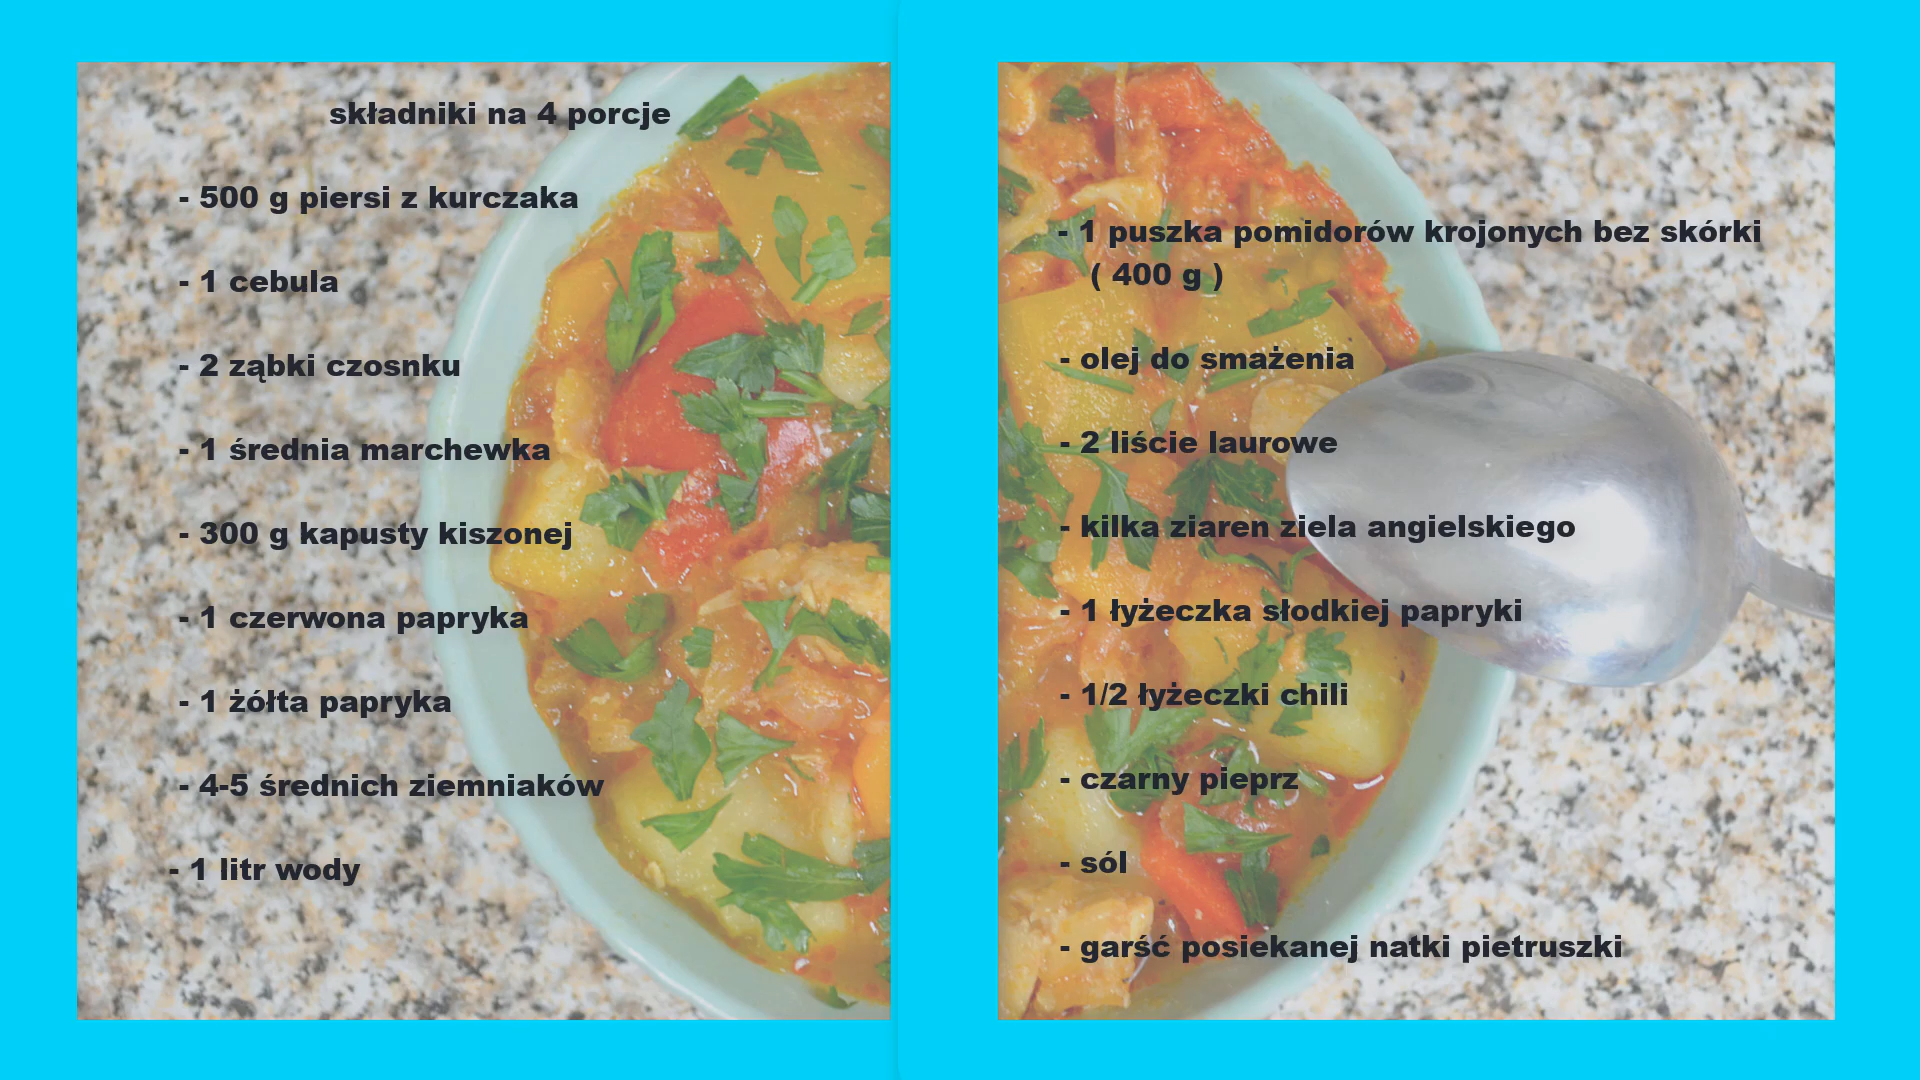 składniki na 4 porcje
- 500 g piersi z kurczaka
- 1 cebula
- 2 ząbki czosnku
- 1 średnia marchewka
- 300 g kapusty kiszonej
- 1 czerwona papryka
- 1 żółta papryka
- 4-5 średnich ziemniaków
- 1 litr wody
- 1 puszka pomidorów krojonych bez skórki
( 400 g )
- olej do smażenia
- 2 liście laurowe
- kilka ziaren ziela angielskiego
- 1 łyżeczka słodkiej papryki
- 1/2 łyżeczki chili
- czarny pieprz
- sól
- garść posiekanej natki pietruszki